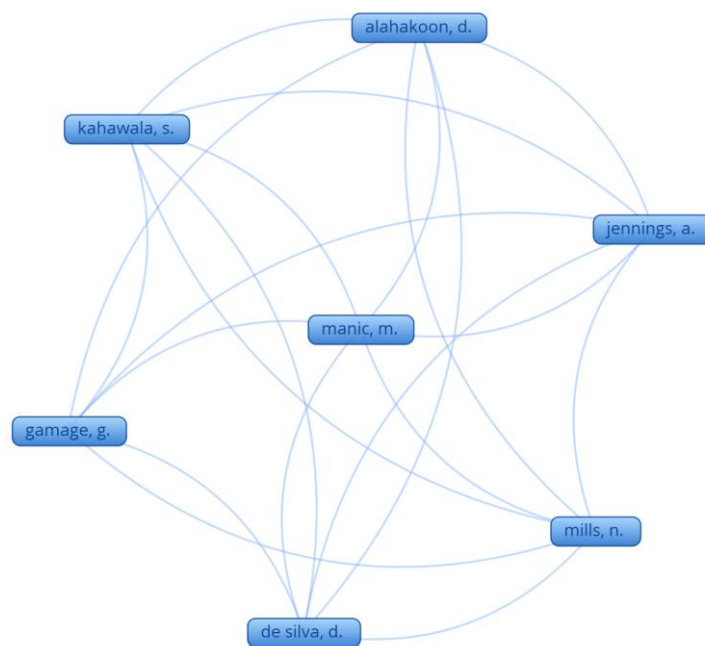 alahakoon, d.
kahawala, s.
jennings, a.
manic, m.
gamage, g.
mills, n.
de silva, d.